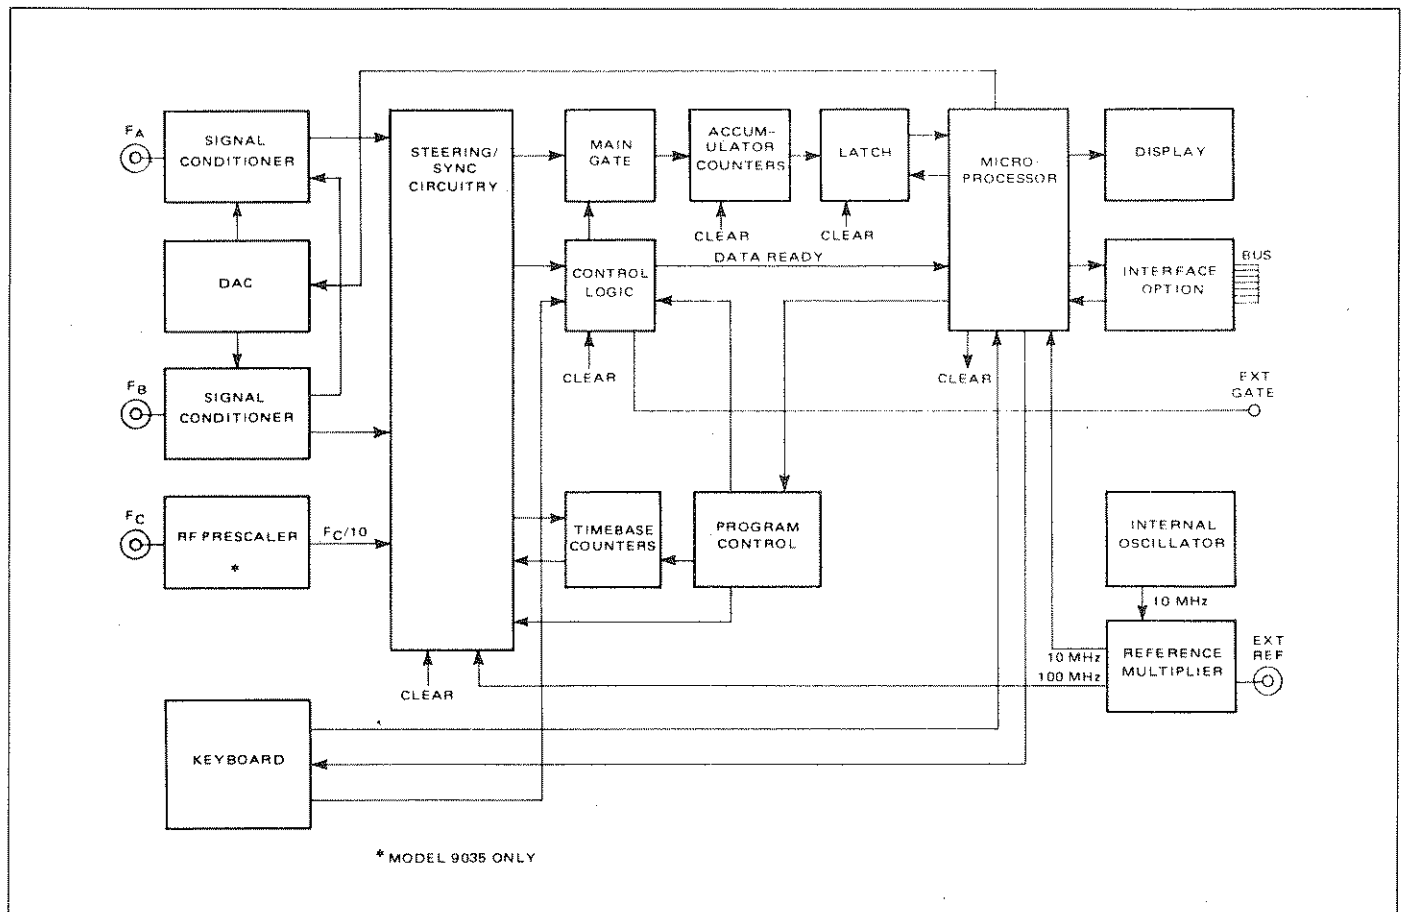 FA
SIGNAL
CONDITIONER
STEERING/
SYNC
CIRCUITRY
MAIN
GATE
ACCUM-
ULATOR
COUNTERS
LATCH
MICRO-
PROCESSOR
DISPLAY
CLEAR
CLEAR
DAC
CONTROL
LOGIC
DATA READY
INTERFACE
OPTION
BUS
CLEAR
CLEAR
FB
SIGNAL
CONDITIONER
EXT
GATE
FC
RF PRESCALER
*
FC/10
TIMEBASE
COUNTERS
PROGRAM
CONTROL
INTERNAL
OSCILLATOR
10 MHz
REFERENCE
MULTIPLIER
10 MHz
100 MHz
EXT
REF
CLEAR
KEYBOARD
* MODEL 9035 ONLY